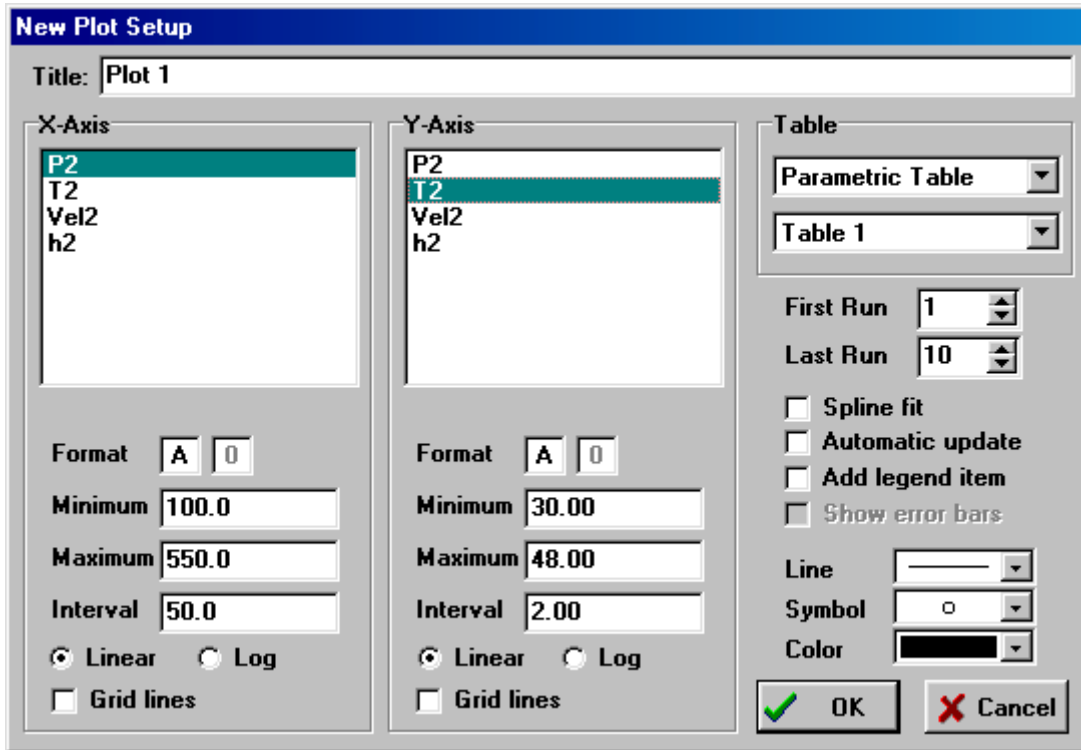 New Plot Setup
Title: Plot 1
X-Axis
P2
T2
Vel2
h2
Format A 0
Minimum 100.0
Maximum 550.0
Interval 50.0
Linear Log
Grid lines
Y-Axis
P2
T2
Vel2
h2
Format A 0
Minimum 30.00
Maximum 48.00
Interval 2.00
Linear Log
Grid lines
Table
Parametric Table
Table 1
First Run 1
Last Run 10
Spline fit
Automatic update
Add legend item
Show error bars
Line
Symbol
Color
OK Cancel